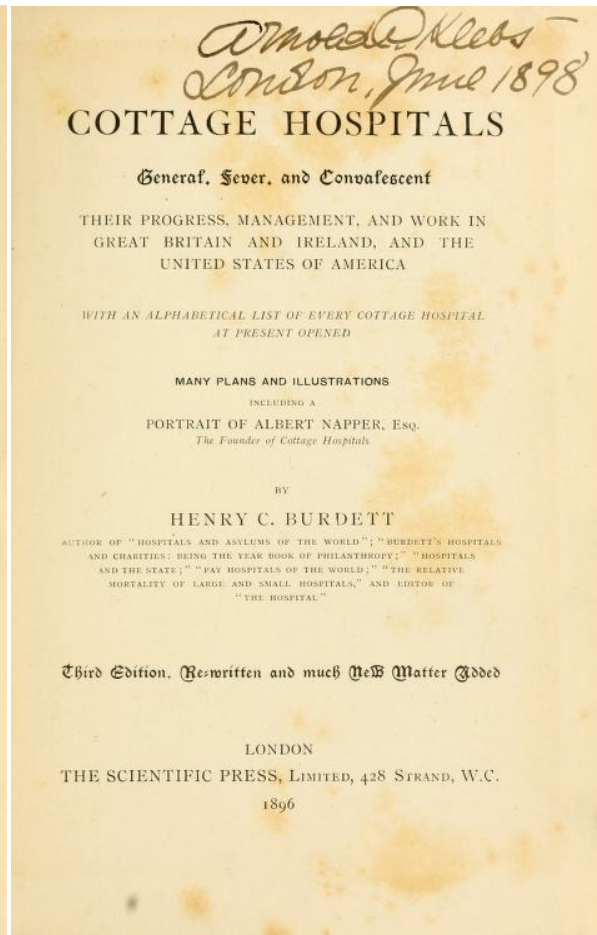 Arnold C. Klebs
London, June 1898
COTTAGE HOSPITALS
General, Fever, and Convalescent
THEIR PROGRESS, MANAGEMENT, AND WORK IN
GREAT BRITAIN AND IRELAND, AND THE
UNITED STATES OF AMERICA
WITH AN ALPHABETICAL LIST OF EVERY COTTAGE HOSPITAL
AT PRESENT OPENED
MANY PLANS AND ILLUSTRATIONS
INCLUDING A
PORTRAIT OF ALBERT NAPPER, Esq.
The Founder of Cottage Hospitals
BY
HENRY C. BURDETT
AUTHOR OF "HOSPITALS AND ASYLUMS OF THE WORLD"; "BURDETT'S HOSPITALS
AND CHARITIES: BEING THE YEAR BOOK OF PHILANTHROPY;" "HOSPITALS
AND THE STATE;" "PAY HOSPITALS OF THE WORLD;" "THE RELATIVE
MORTALITY OF LARGE AND SMALL HOSPITALS," AND EDITOR OF
"THE HOSPITAL"
Third Edition, Re-written and much New Matter Added
LONDON
THE SCIENTIFIC PRESS, Limited, 428 Strand, W.C.
1896